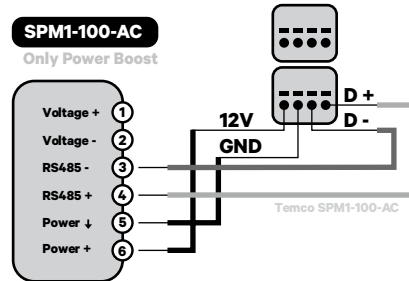 SPM1-100-AC
Only Power Boost
Voltage + 1
Voltage - 2
RS485 - 3
RS485 + 4
Power ↓ 5
Power + 6
12V
GND
D +
D -
Temco SPM1-100-AC